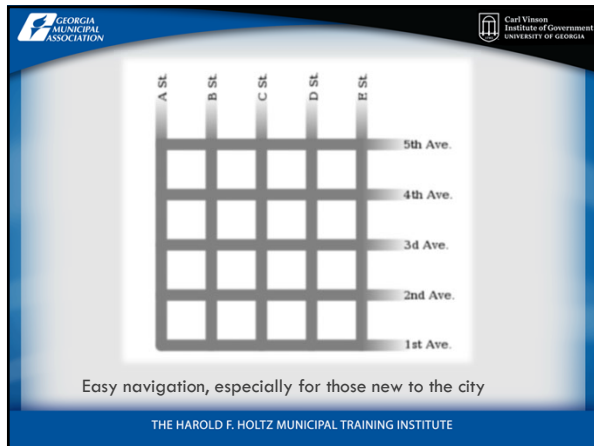 GEORGIA
MUNICIPAL
ASSOCIATION
Carl Vinson
Institute of Government
UNIVERSITY OF GEORGIA
A St.
B St.
C St.
D St.
E St.
5th Ave.
4th Ave.
3d Ave.
2nd Ave.
1st Ave.
Easy navigation, especially for those new to the city
THE HAROLD F. HOLTZ MUNICIPAL TRAINING INSTITUTE